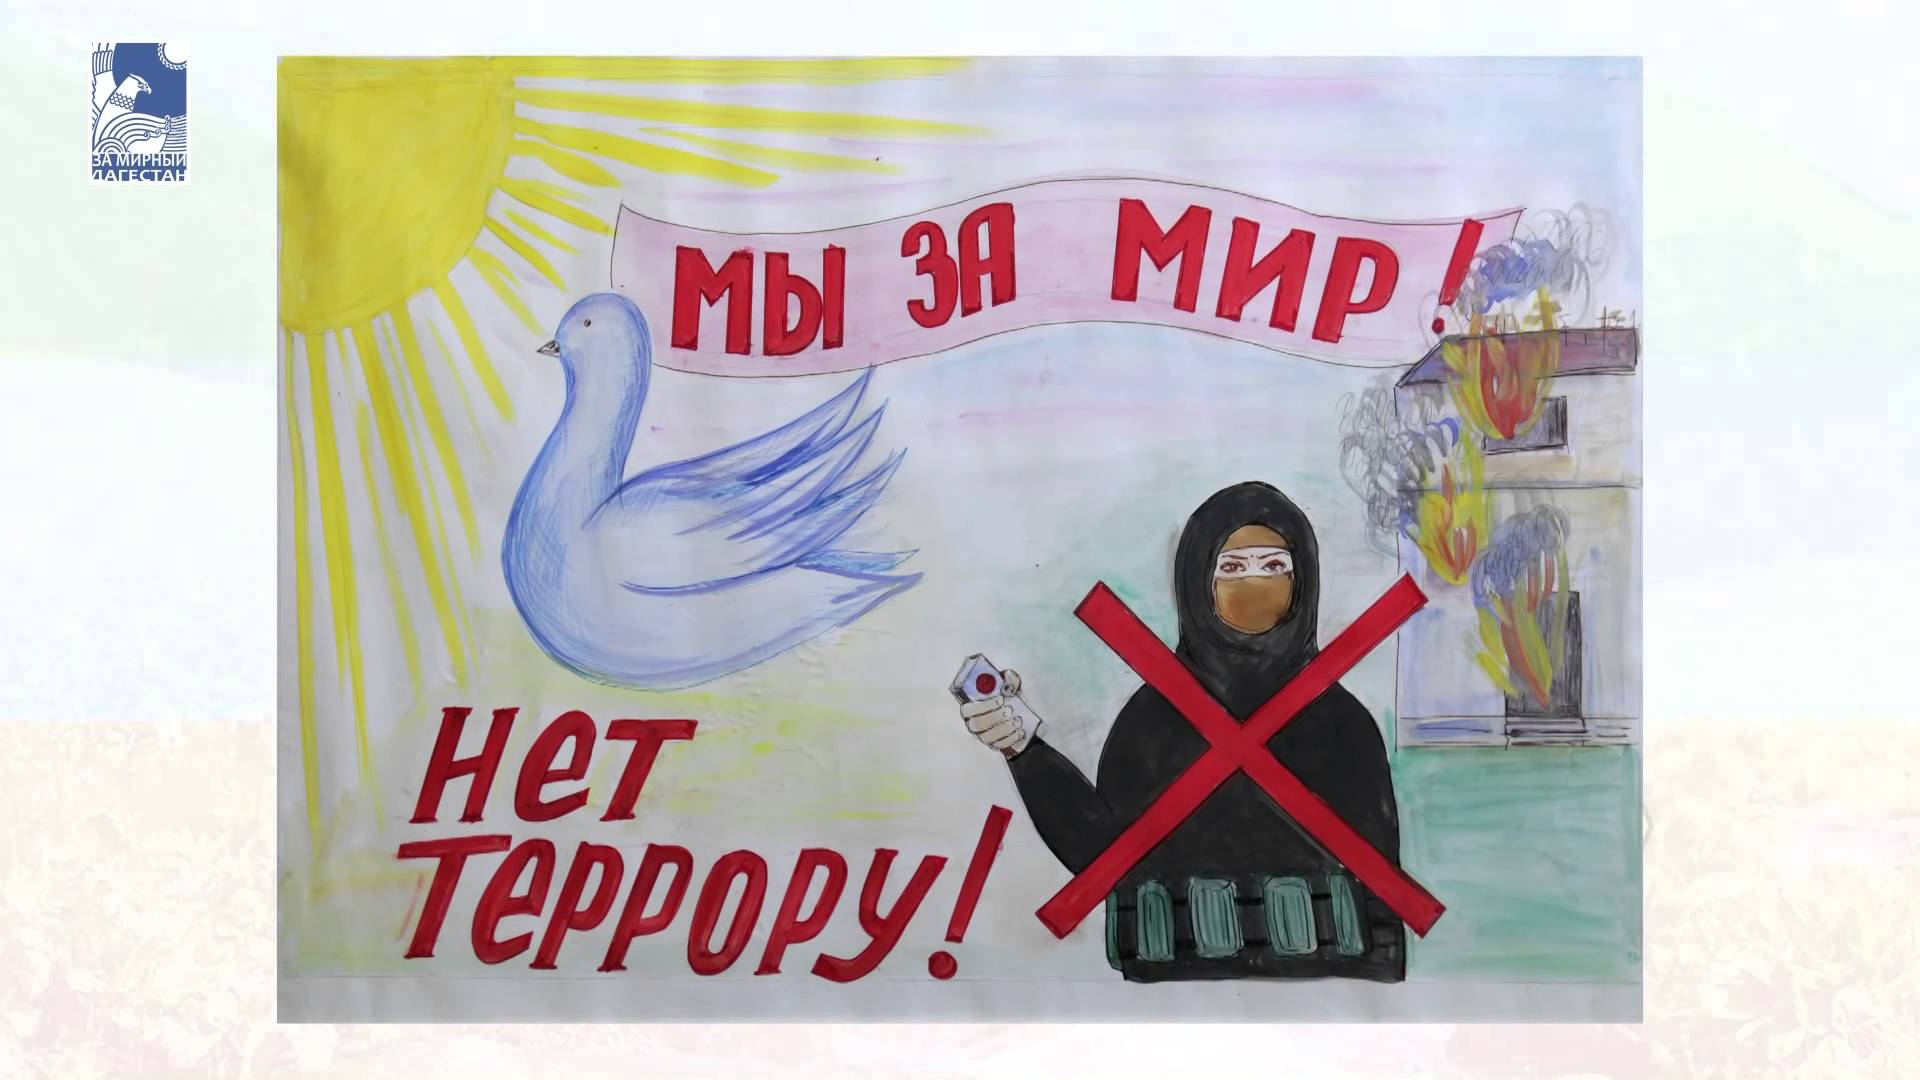 ЗА МИРНЫЙ
ДАГЕСТАН
МЫ ЗА МИР!
Нет
Террору!